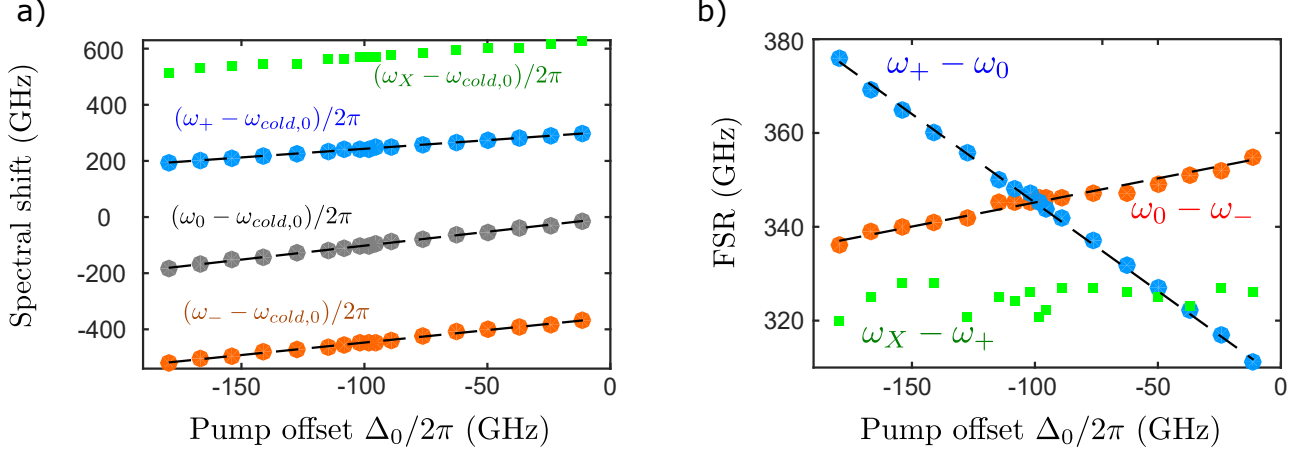 a)
Spectral shift (GHz)
600
400
200
0
-200
-400
(ω_X − ω_{cold,0})/2π
(ω_+ − ω_{cold,0})/2π
(ω_0 − ω_{cold,0})/2π
(ω_− − ω_{cold,0})/2π
-150
-100
-50
0
Pump offset Δ_0/2π (GHz)
b)
FSR (GHz)
380
360
340
320
ω_+ − ω_0
ω_0 − ω_−
ω_X − ω_+
-150
-100
-50
0
Pump offset Δ_0/2π (GHz)